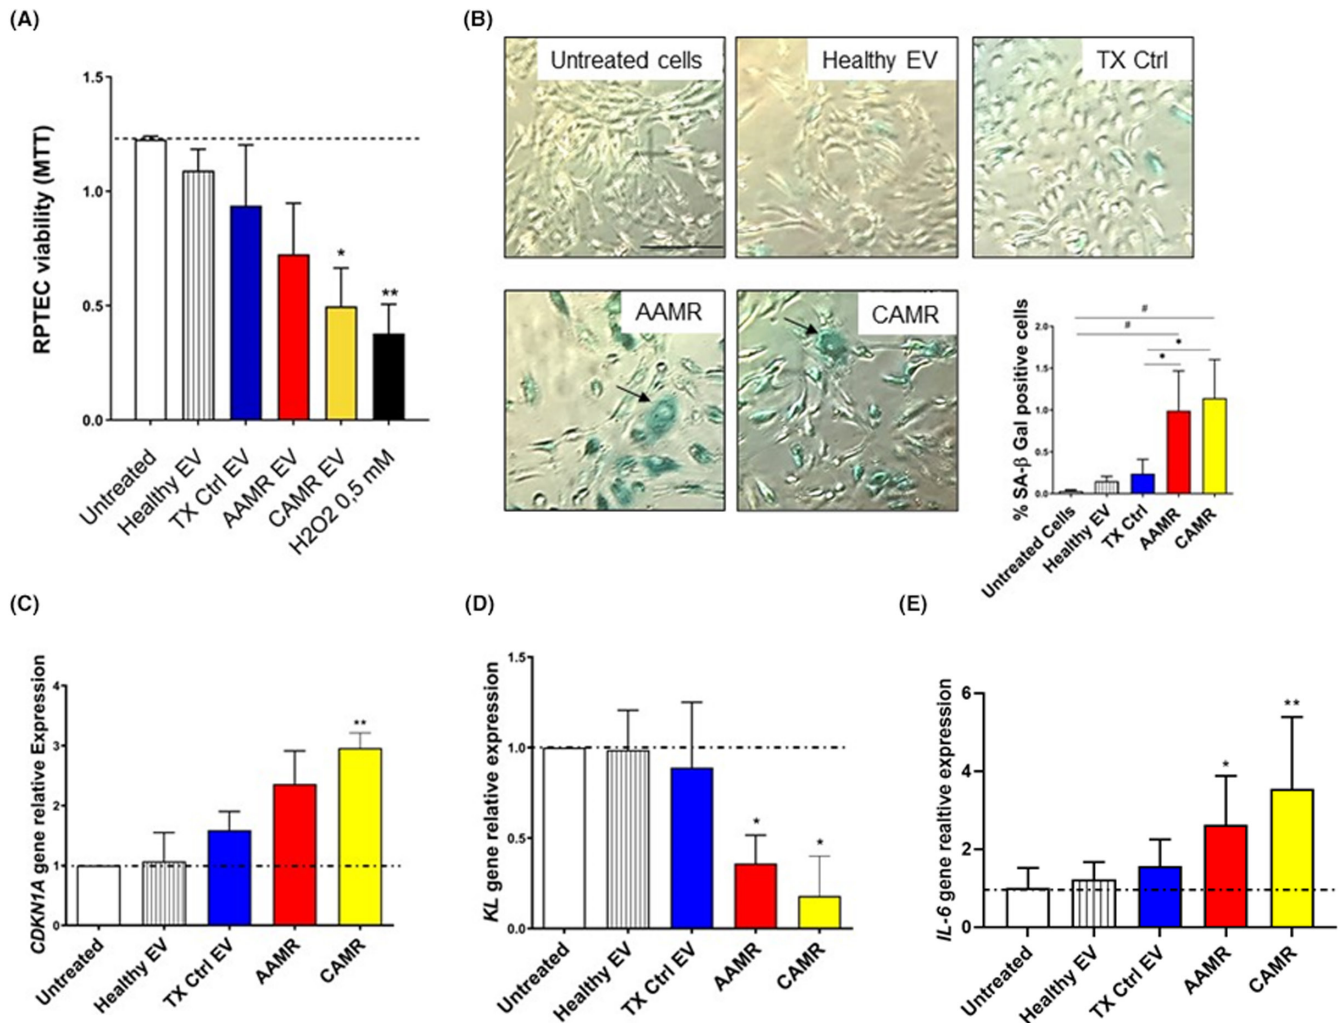 (A)
RPTEC viability (MTT)
1.5
1.0
0.5
0.0
*
**
Untreated
Healthy EV
TX Ctrl EV
AAMR EV
CAMR EV
H2O2 0,5 mM
(B)
Untreated cells
Healthy EV
TX Ctrl
AAMR
CAMR
% SA-β Gal positive cells
2.0
1.5
1.0
0.5
0.0
#
#
*
*
Untreated Cells
Healthy EV
TX Ctrl
AAMR
CAMR
(C)
CDKN1A gene relative Expression
4
3
2
1
0
**
Untreated
Healthy EV
TX Ctrl EV
AAMR
CAMR
(D)
KL gene relative expression
1.5
1.0
0.5
0.0
*
*
Untreated
Healthy EV
TX Ctrl EV
AAMR
CAMR
(E)
IL-6 gene realtive expression
6
4
2
0
*
**
Untreated
Healthy EV
TX Ctrl EV
AAMR
CAMR